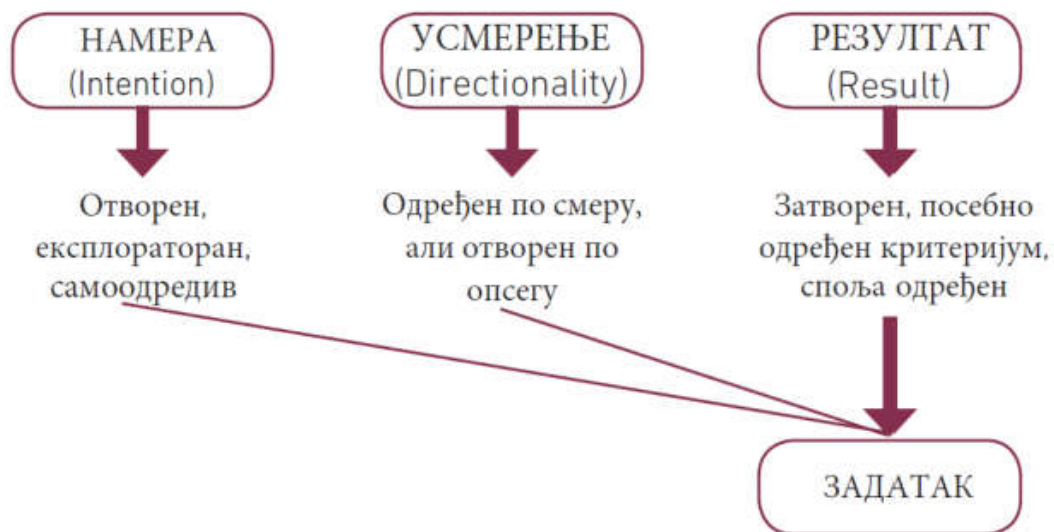 НАМЕРА
(Intention)
УСМЕРЕЊЕ
(Directionality)
РЕЗУЛТАТ
(Result)
Отворен,
експлораторан,
самоодредив
Одређен по смеру,
али отворен по
опсегу
Затворен, посебно
одређен критеријум,
споља одређен
ЗАДАТАК